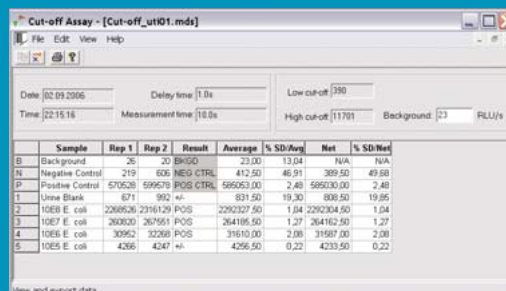 Cut-off Assay - [Cut-off_uti01.mds]
File Edit View Help
Date: 02.09.2006 Delay time: 1.0s Low cut-off: 390
Time: 22:15:16 Measurement time: 10.0s High cut-off: 11701 Background: 23 RLU/s
Sample Rep 1 Rep 2 Result Average % SD/Avg Net % SD/Net
B Background 26 20 BKGD 23,00 13,04 N/A N/A
N Negative Control 219 606 NEG CTRL 412,50 46,91 389,50 49,68
P Positive Control 570528 599578 POS CTRL 585053,00 2,48 585030,00 2,48
1 Urine Blank 671 992 +/- 831,50 19,30 808,50 19,85
2 10E8 E. coli 2268526 2316129 POS 2292327,50 1,04 2292304,50 1,04
3 10E7 E. coli 260820 267551 POS 264185,50 1,27 264162,50 1,27
4 10E6 E. coli 30952 32268 POS 31610,00 2,08 31587,00 2,08
5 10E5 E. coli 4266 4247 +/- 4256,50 0,22 4233,50 0,22
View and export data